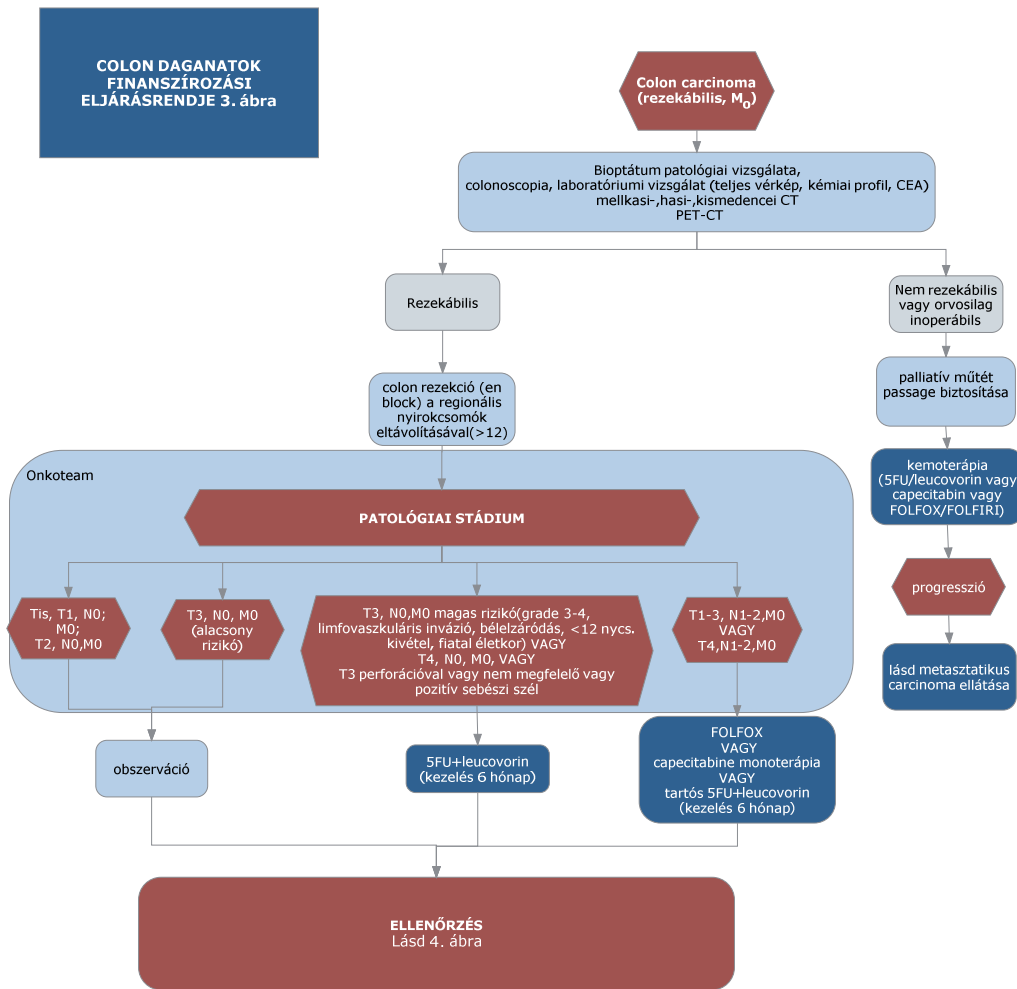 COLON DAGANATOK
FINANSZÍROZÁSI
ELJÁRÁSRENDJE 3. ábra
Colon carcinoma
(rezekábilis, M0)
Bioptátum patológiai vizsgálata,
colonoscopia, laboratóriumi vizsgálat (teljes vérkép, kémiai profil, CEA)
mellkasi-,hasi-,kismedencei CT
PET-CT
Rezekábilis
Nem rezekábilis
vagy orvosilag
inoperábils
colon rezekció (en
block) a regionális
nyirokcsomók
eltávolításával(>12)
palliatív műtét
passage biztosítása
kemoterápia
(5FU/leucovorin vagy
capecitabin vagy
FOLFOX/FOLFIRI)
progresszió
lásd metasztatikus
carcinoma ellátása
Onkoteam
PATOLÓGIAI STÁDIUM
Tis, T1, N0;
M0;
T2, N0,M0
T3, N0, M0
(alacsony
rizikó)
T3, N0,M0 magas rizikó(grade 3-4,
limfovaszkuláris invázió, bélelzáródás, <12 nycs.
kivétel, fiatal életkor) VAGY
T4, N0, M0, VAGY
T3 perforációval vagy nem megfelelő vagy
pozitív sebészi szél
T1-3, N1-2,M0
VAGY
T4,N1-2,M0
obszerváció
5FU+leucovorin
(kezelés 6 hónap)
FOLFOX
VAGY
capecitabine monoterápia
VAGY
tartós 5FU+leucovorin
(kezelés 6 hónap)
ELLENŐRZÉS
Lásd 4. ábra